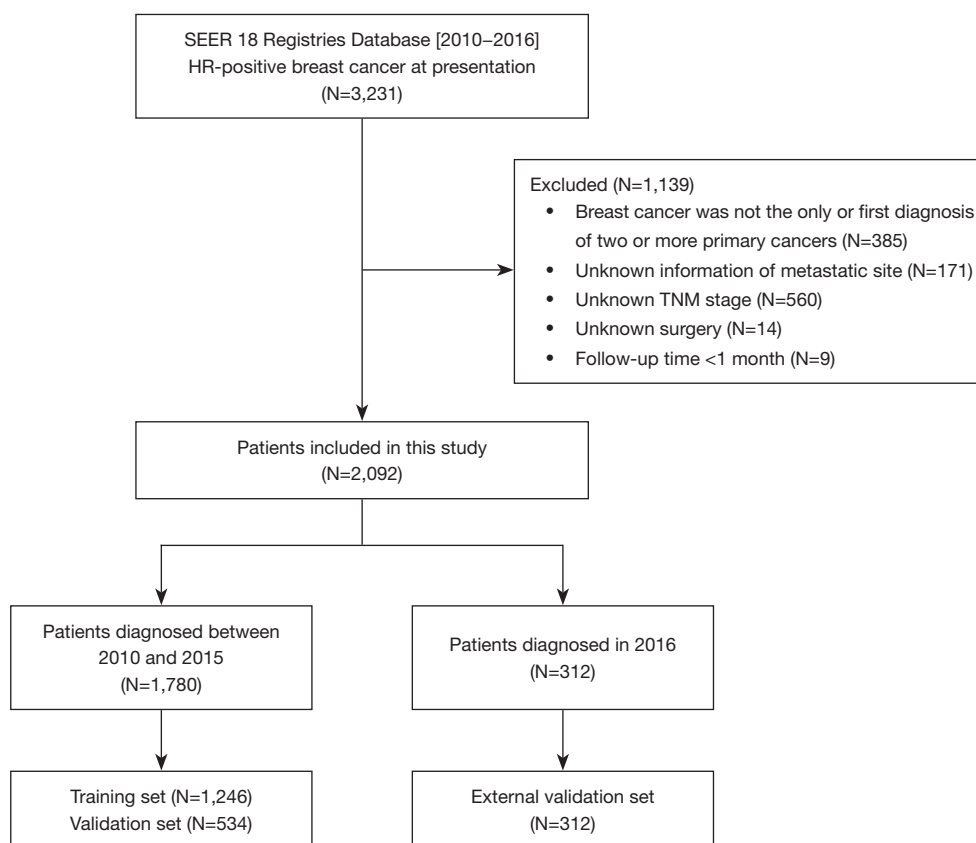 SEER 18 Registries Database [2010–2016]
HR-positive breast cancer at presentation
(N=3,231)
Excluded (N=1,139)
• Breast cancer was not the only or first diagnosis
of two or more primary cancers (N=385)
• Unknown information of metastatic site (N=171)
• Unknown TNM stage (N=560)
• Unknown surgery (N=14)
• Follow-up time <1 month (N=9)
Patients included in this study
(N=2,092)
Patients diagnosed between
2010 and 2015
(N=1,780)
Patients diagnosed in 2016
(N=312)
Training set (N=1,246)
Validation set (N=534)
External validation set
(N=312)